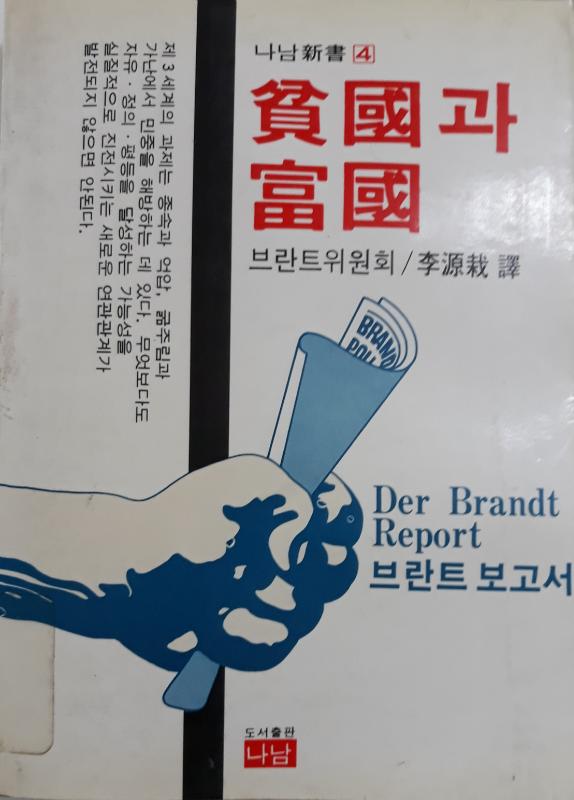 나남新書 4
貧國과
富國
브란트위원회/李源栽 譯
제3세계의 과제는 종속과 억압, 굶주림과
가난에서 민중을 해방하는 데 있다. 무엇보다도
자유·정의·평등을 달성하는 가능성을
실질적으로 진전시키는 새로운 연관관계가
발전되지 않으면 안된다.
BRAND
POLI
Der Brandt
Report
브란트 보고서
도서출판
나남